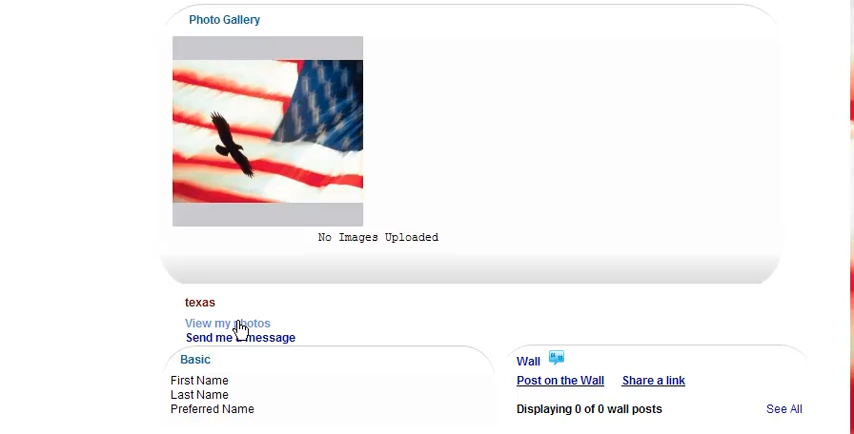 Photo Gallery
No Images Uploaded
texas
View my photos
Send me a message
Basic
First Name
Last Name
Preferred Name
Wall
Post on the Wall Share a link
Displaying 0 of 0 wall posts See All